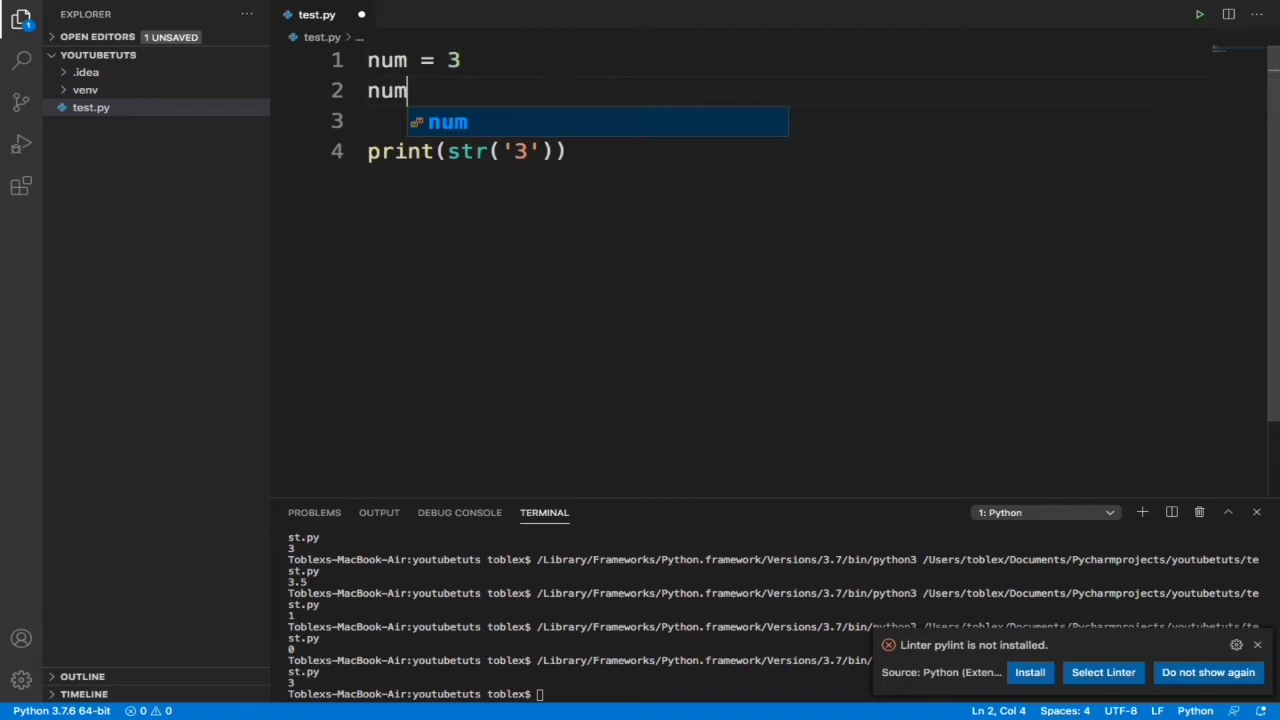 EXPLORER
test.py
OPEN EDITORS 1 UNSAVED
test.py > ...
YOUTUBETUTS
.idea
venv
test.py
1 num = 3
2 num
num
3
4 print(str('3'))
PROBLEMS OUTPUT DEBUG CONSOLE TERMINAL 1: Python
st.py
3
Toblexs-MacBook-Air:youtubetuts toblex$ /Library/Frameworks/Python.framework/Versions/3.7/bin/python3 /Users/toblex/Documents/Pycharmprojects/youtubetuts/te
st.py
3.5
Toblexs-MacBook-Air:youtubetuts toblex$ /Library/Frameworks/Python.framework/Versions/3.7/bin/python3 /Users/toblex/Documents/Pycharmprojects/youtubetuts/te
st.py
1
Toblexs-MacBook-Air:youtubetuts toblex$ /Library/Frameworks/Python.framework/Versions/3.7/bin/python3 /Users/toblex/Documents/Pycharmprojects/youtubetuts/te
st.py
0
Toblexs-MacBook-Air:youtubetuts toblex$ /Library/Frameworks/Python.framework/Versions/3.7/bin/
st.py
3
Toblexs-MacBook-Air:youtubetuts toblex$
Linter pylint is not installed.
Source: Python (Exten... Install Select Linter Do not show again
OUTLINE
TIMELINE
1
Python 3.7.6 64-bit 0 0 Ln 2, Col 4 Spaces: 4 UTF-8 LF Python